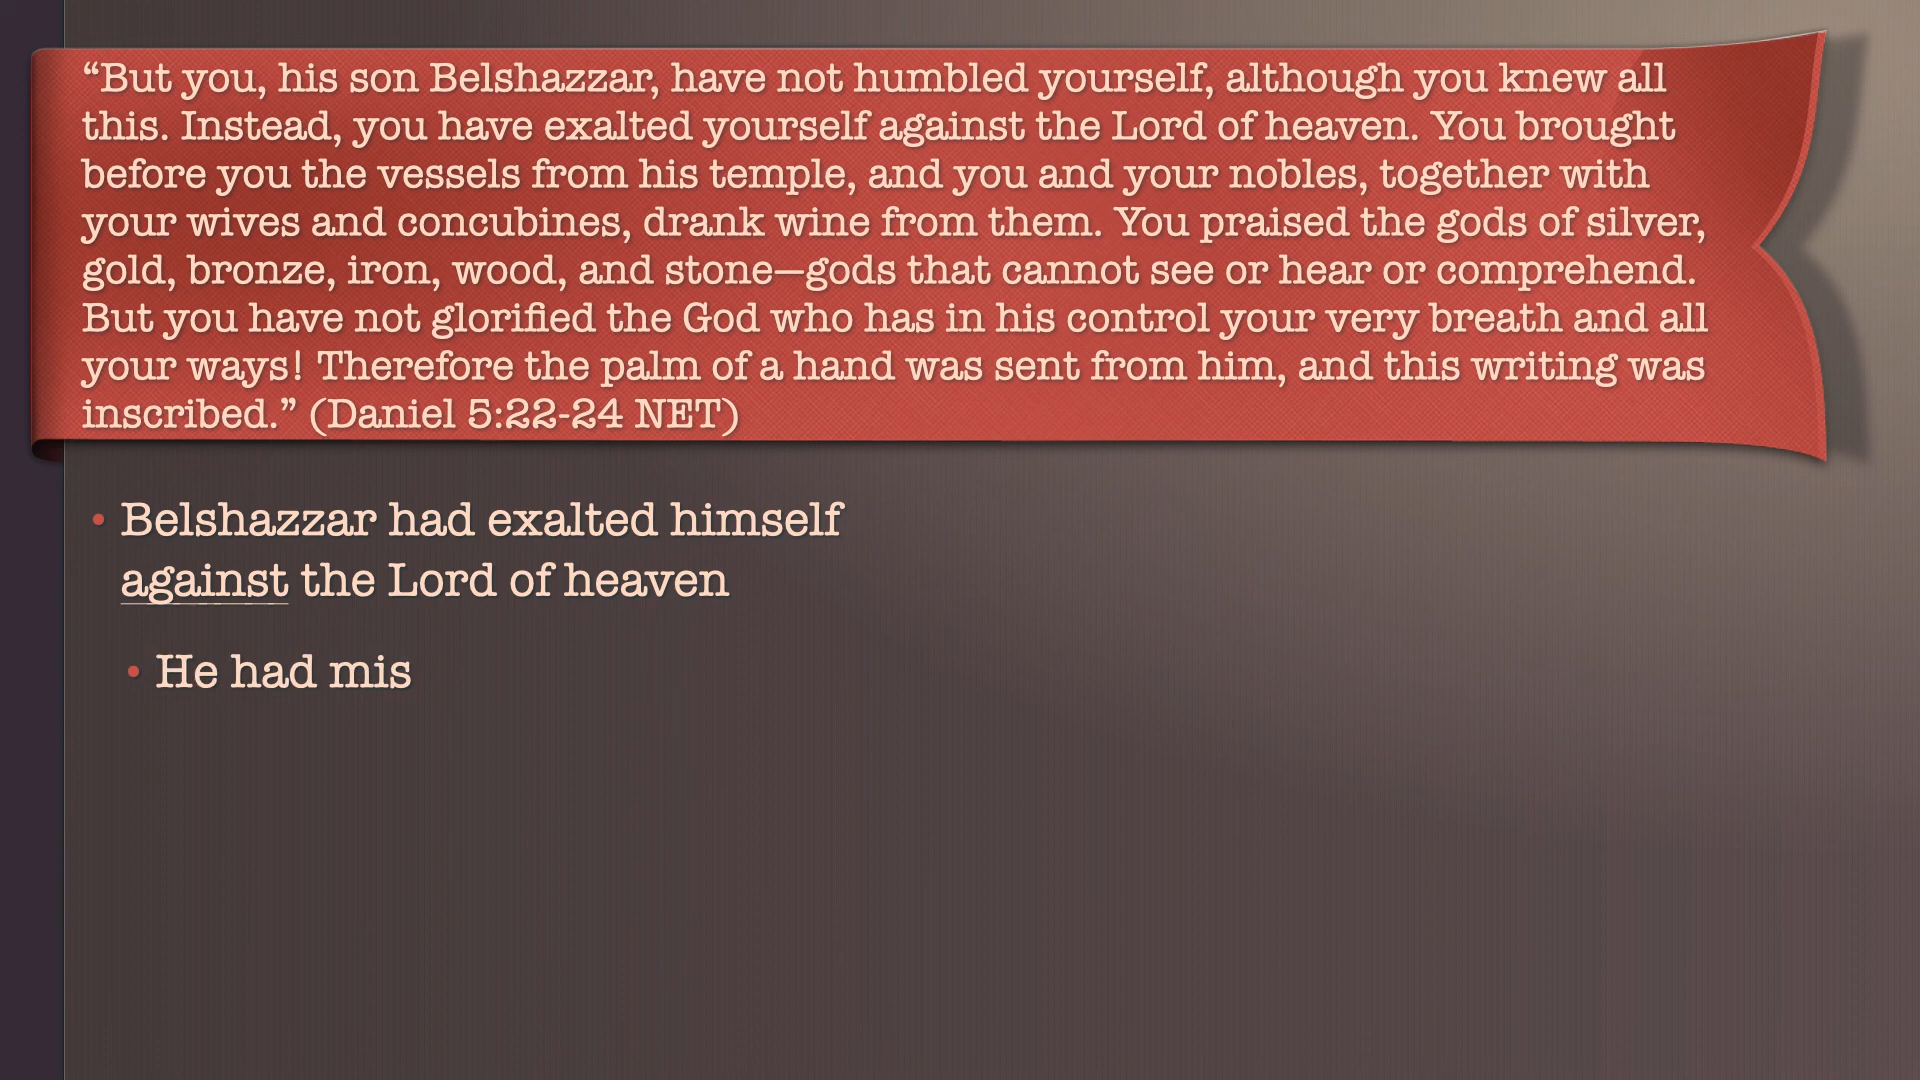 “But you, his son Belshazzar, have not humbled yourself, although you knew all
this. Instead, you have exalted yourself against the Lord of heaven. You brought
before you the vessels from his temple, and you and your nobles, together with
your wives and concubines, drank wine from them. You praised the gods of silver,
gold, bronze, iron, wood, and stone—gods that cannot see or hear or comprehend.
But you have not glorified the God who has in his control your very breath and all
your ways! Therefore the palm of a hand was sent from him, and this writing was
inscribed.” (Daniel 5:22-24 NET)
• Belshazzar had exalted himself
against the Lord of heaven
• He had mis